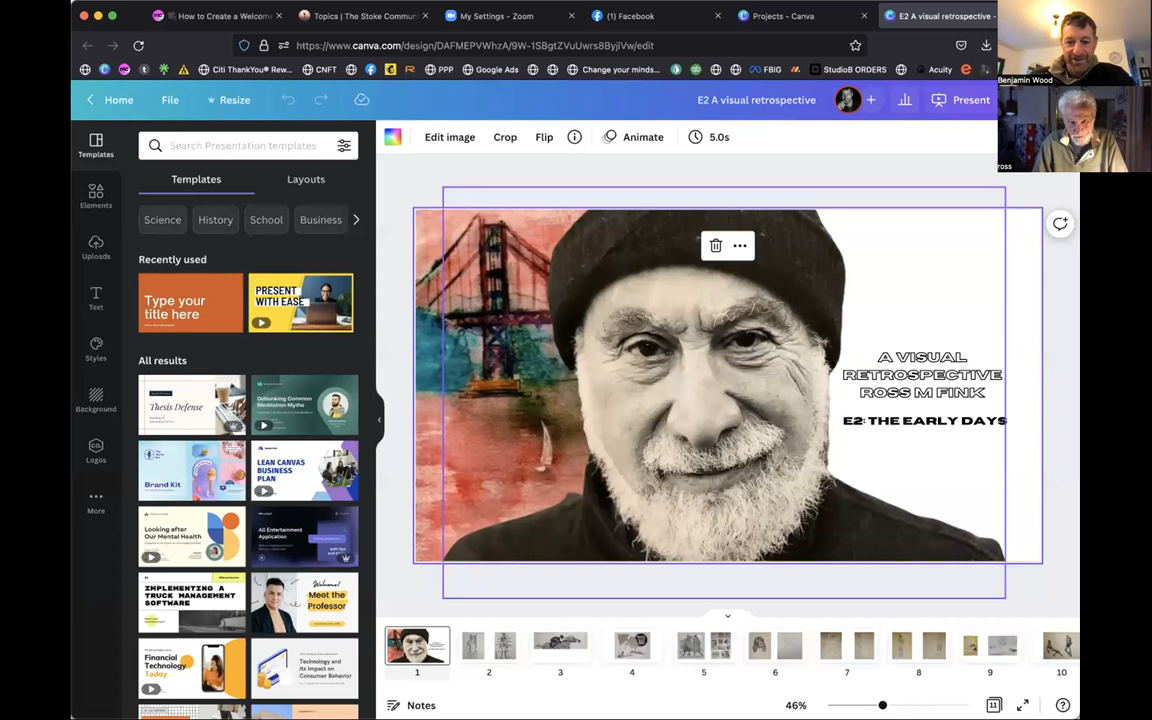 How to Create a Welcome
Topics | The Stoke Commun
My Settings - Zoom
Facebook
Projects - Canva
E2 A visual retrospective -
https://www.canva.com/design/DAFMEPVWhzA/9W-1SBgtZVuUwrs8ByjiVw/edit
Citi ThankYou® Rew...
CNFT
PPP
Google Ads
Change your music...
FBIG
StudioB ORDERS
Acuity
Benjamin Wood
ross
Home
File
Resize
E2 A visual retrospective
Present
Templates
Elements
Uploads
Text
Styles
Background
Logos
More
Search Presentation templates
Templates
Layouts
Science
History
School
Business
Recently used
Type your
title here
PRESENT
WITH EASE
All results
Thesis Defense
Debunking Common
Meditation Myths
Brand Kit
LEAN CANVAS
BUSINESS
PLAN
Looking after
Our Mental Health
All Entertainment
Application
IMPLEMENTING A
TRUCK MANAGEMENT
SOFTWARE
Welcome!
Meet the
Professor
Financial
Technology
Today
Technology and
Its Impact on
Consumer Behavior
Edit image
Crop
Flip
Animate
5.0s
A VISUAL
RETROSPECTIVE
ROSS M FINK
E2: THE EARLY DAYS
1
2
3
4
5
6
7
8
9
10
Notes
46%
11